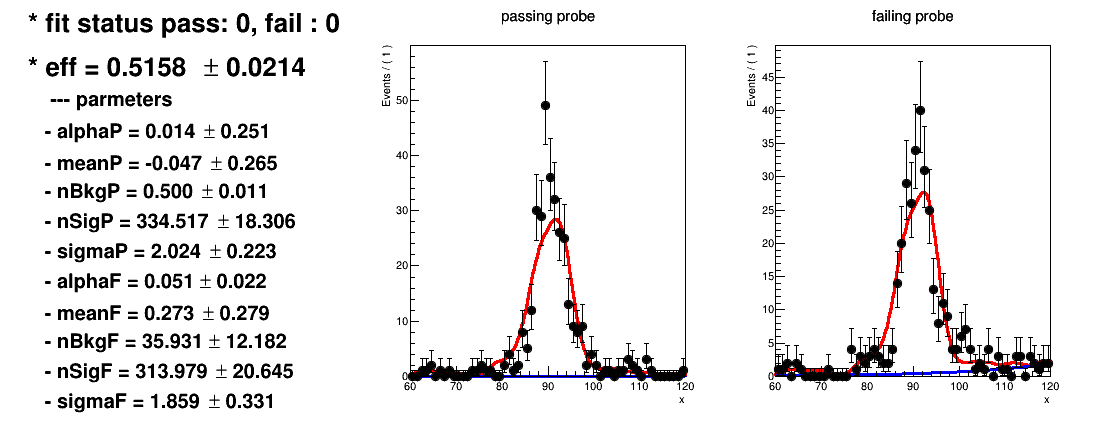 * fit status pass: 0, fail : 0
* eff = 0.5158 ± 0.0214
--- parmeters
- alphaP = 0.014 ± 0.251
- meanP = -0.047 ± 0.265
- nBkgP = 0.500 ± 0.011
- nSigP = 334.517 ± 18.306
- sigmaP = 2.024 ± 0.223
- alphaF = 0.051 ± 0.022
- meanF = 0.273 ± 0.279
- nBkgF = 35.931 ± 12.182
- nSigF = 313.979 ± 20.645
- sigmaF = 1.859 ± 0.331
passing probe
Events / ( 1 )
50
40
30
20
10
0
60 70 80 90 100 110 120
x
failing probe
Events / ( 1 )
45
40
35
30
25
20
15
10
5
0
60 70 80 90 100 110 120
x